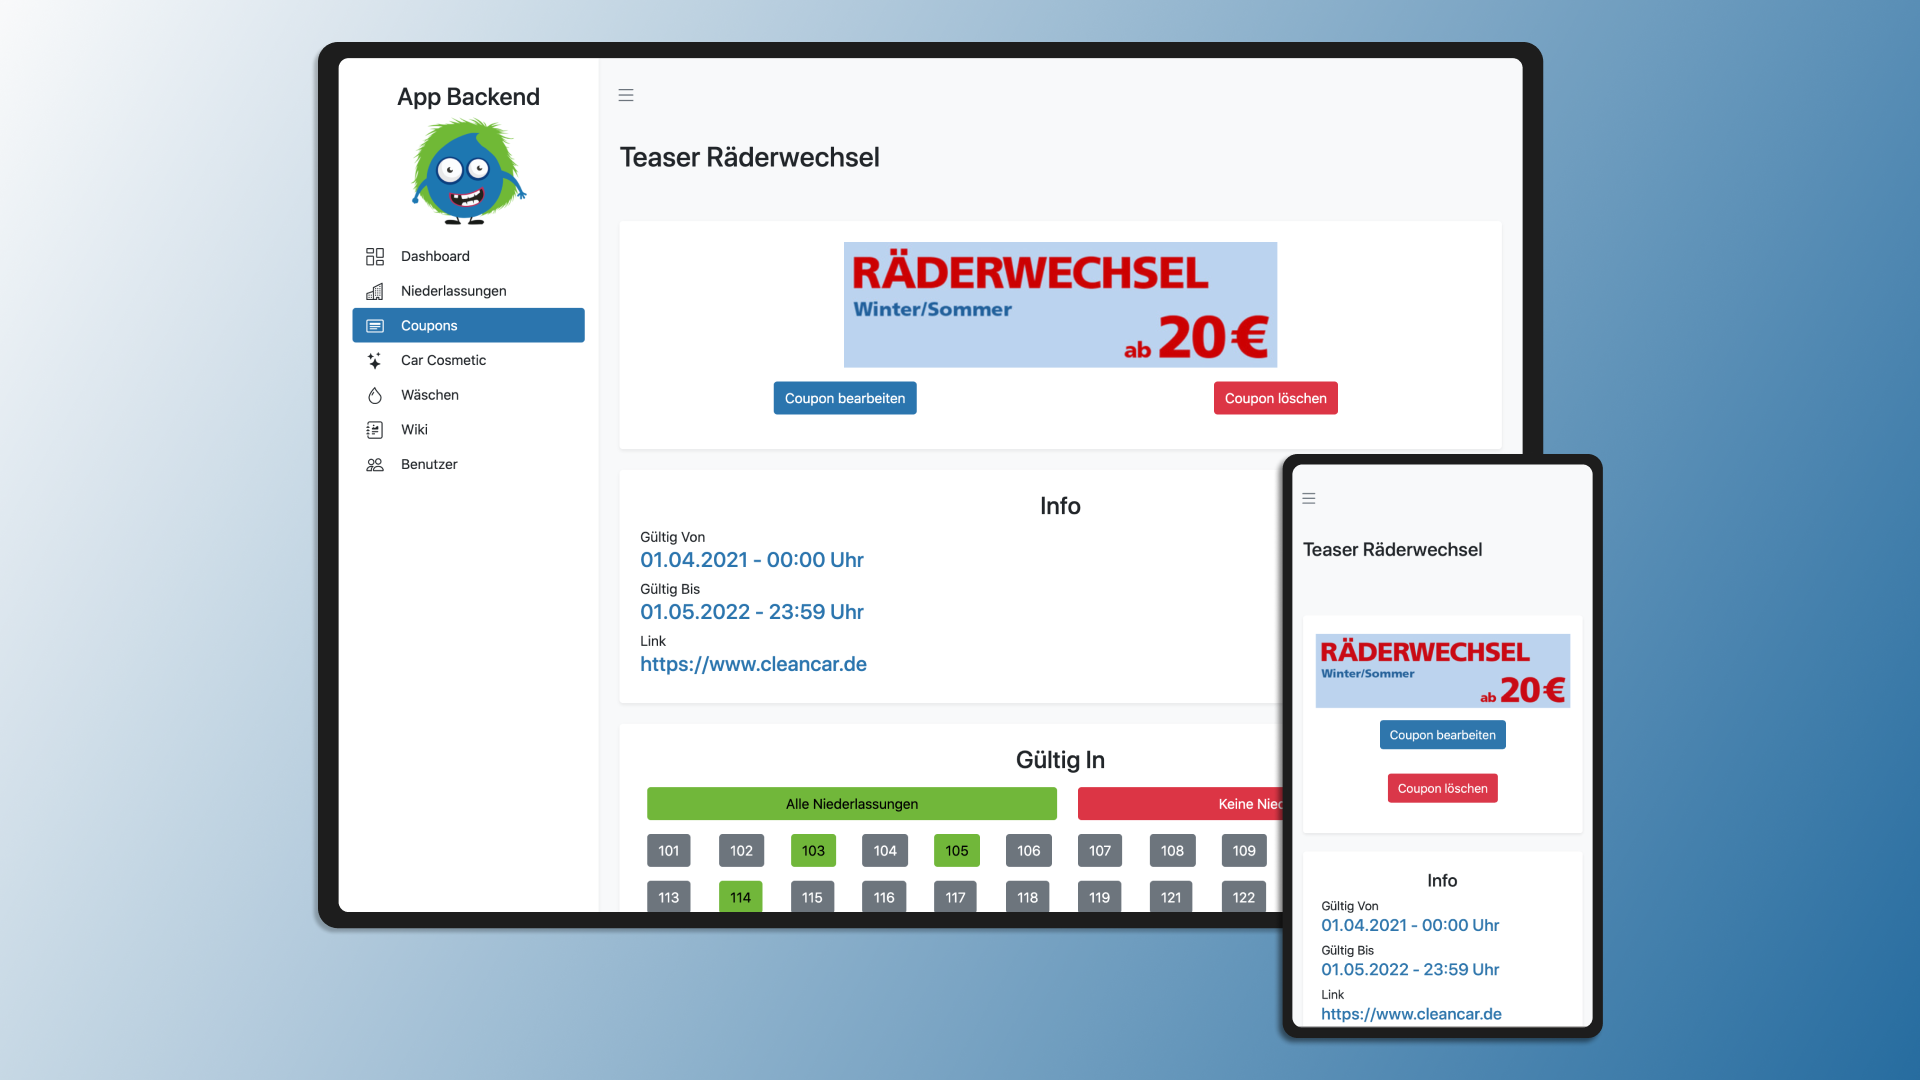 App Backend
Dashboard
Niederlassungen
Coupons
Car Cosmetic
Wäschen
Wiki
Benutzer
Teaser Räderwechsel
RÄDERWECHSEL
Winter/Sommer
ab 20 €
Coupon bearbeiten
Coupon löschen
Info
Gültig Von
01.04.2021 - 00:00 Uhr
Gültig Bis
01.05.2022 - 23:59 Uhr
Link
https://www.cleancar.de
Gültig In
Alle Niederlassungen
Keine Nied
101 102 103 104 105 106 107 108 109
113 114 115 116 117 118 119 121 122
Teaser Räderwechsel
RÄDERWECHSEL
Winter/Sommer
ab 20 €
Coupon bearbeiten
Coupon löschen
Info
Gültig Von
01.04.2021 - 00:00 Uhr
Gültig Bis
01.05.2022 - 23:59 Uhr
Link
https://www.cleancar.de